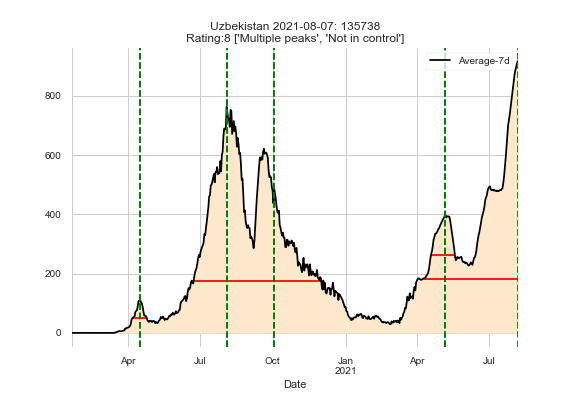 Uzbekistan 2021-08-07: 135738
Rating:8 ['Multiple peaks', 'Not in control']
Average-7d
800
600
400
200
0
Apr
Jul
Oct
Jan
2021
Apr
Jul
Date